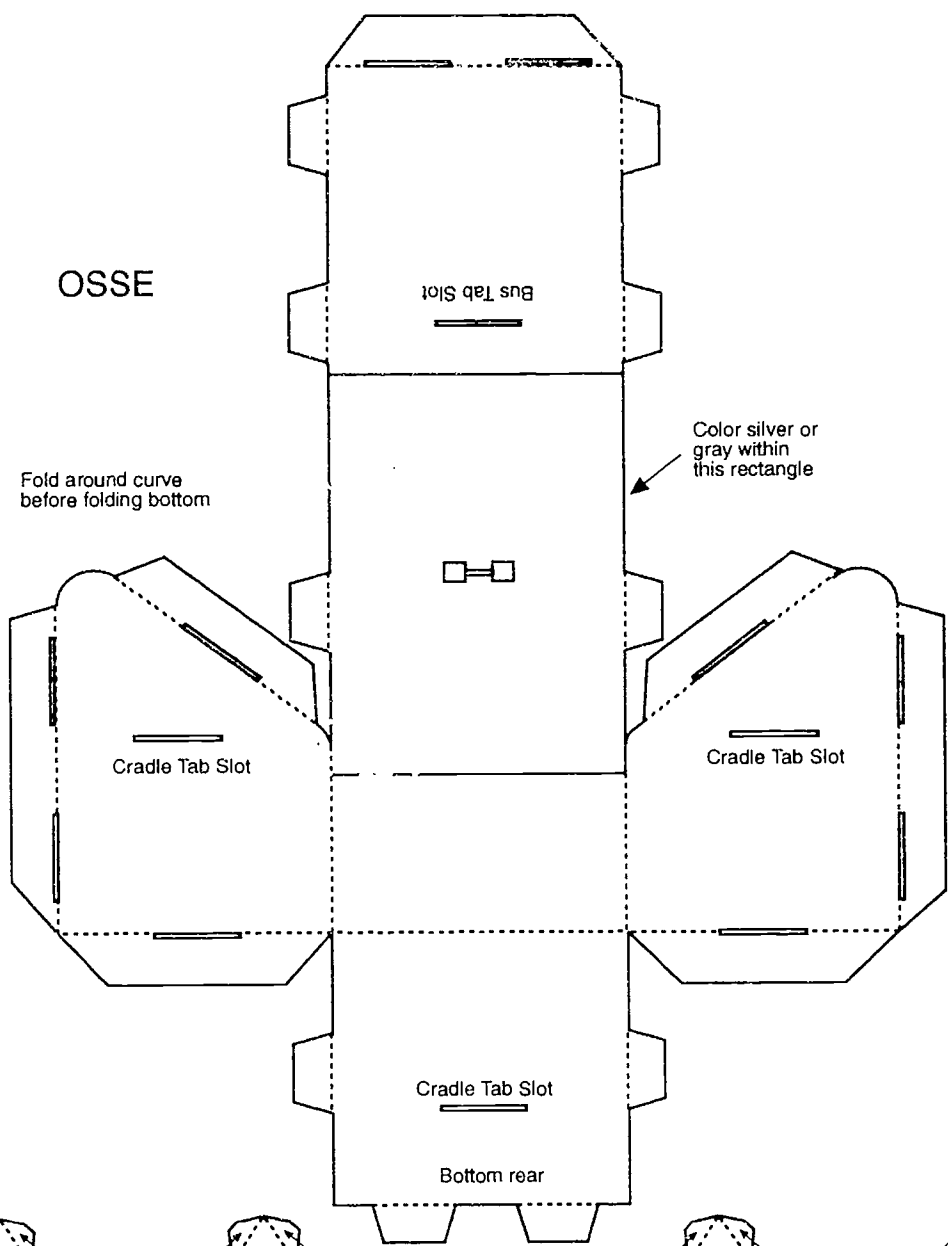 OSSE
Bus Tab Slot
Color silver or
gray within
this rectangle
Fold around curve
before folding bottom
Cradle Tab Slot
Cradle Tab Slot
Cradle Tab Slot
Bottom rear